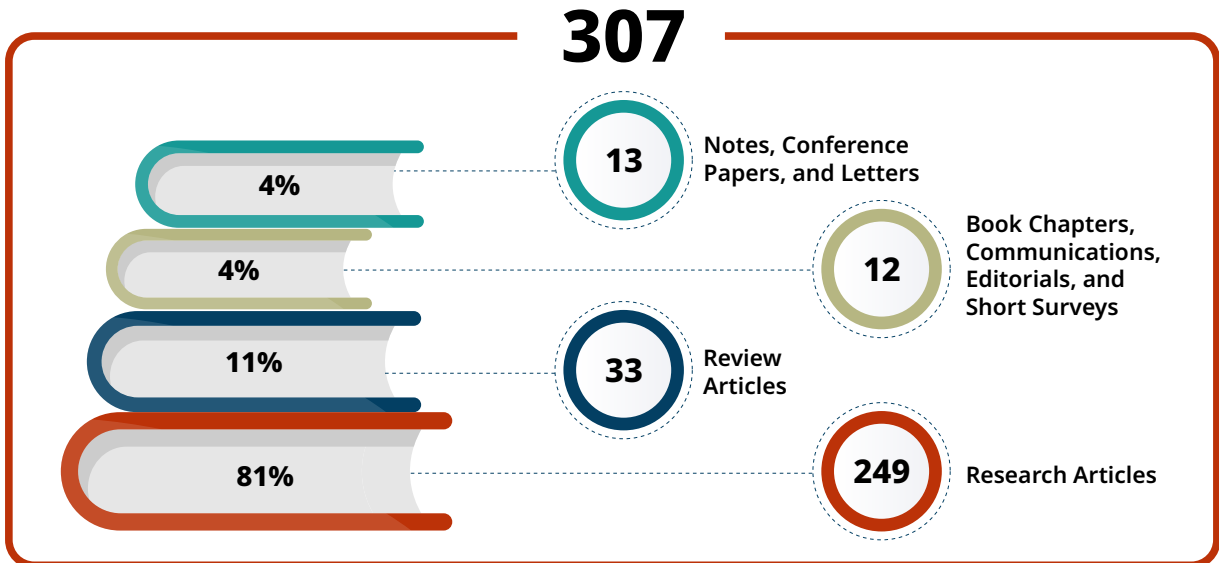 307
4%
13
Notes, Conference
Papers, and Letters
4%
12
Book Chapters,
Communications,
Editorials, and
Short Surveys
11%
33
Review
Articles
81%
249
Research Articles